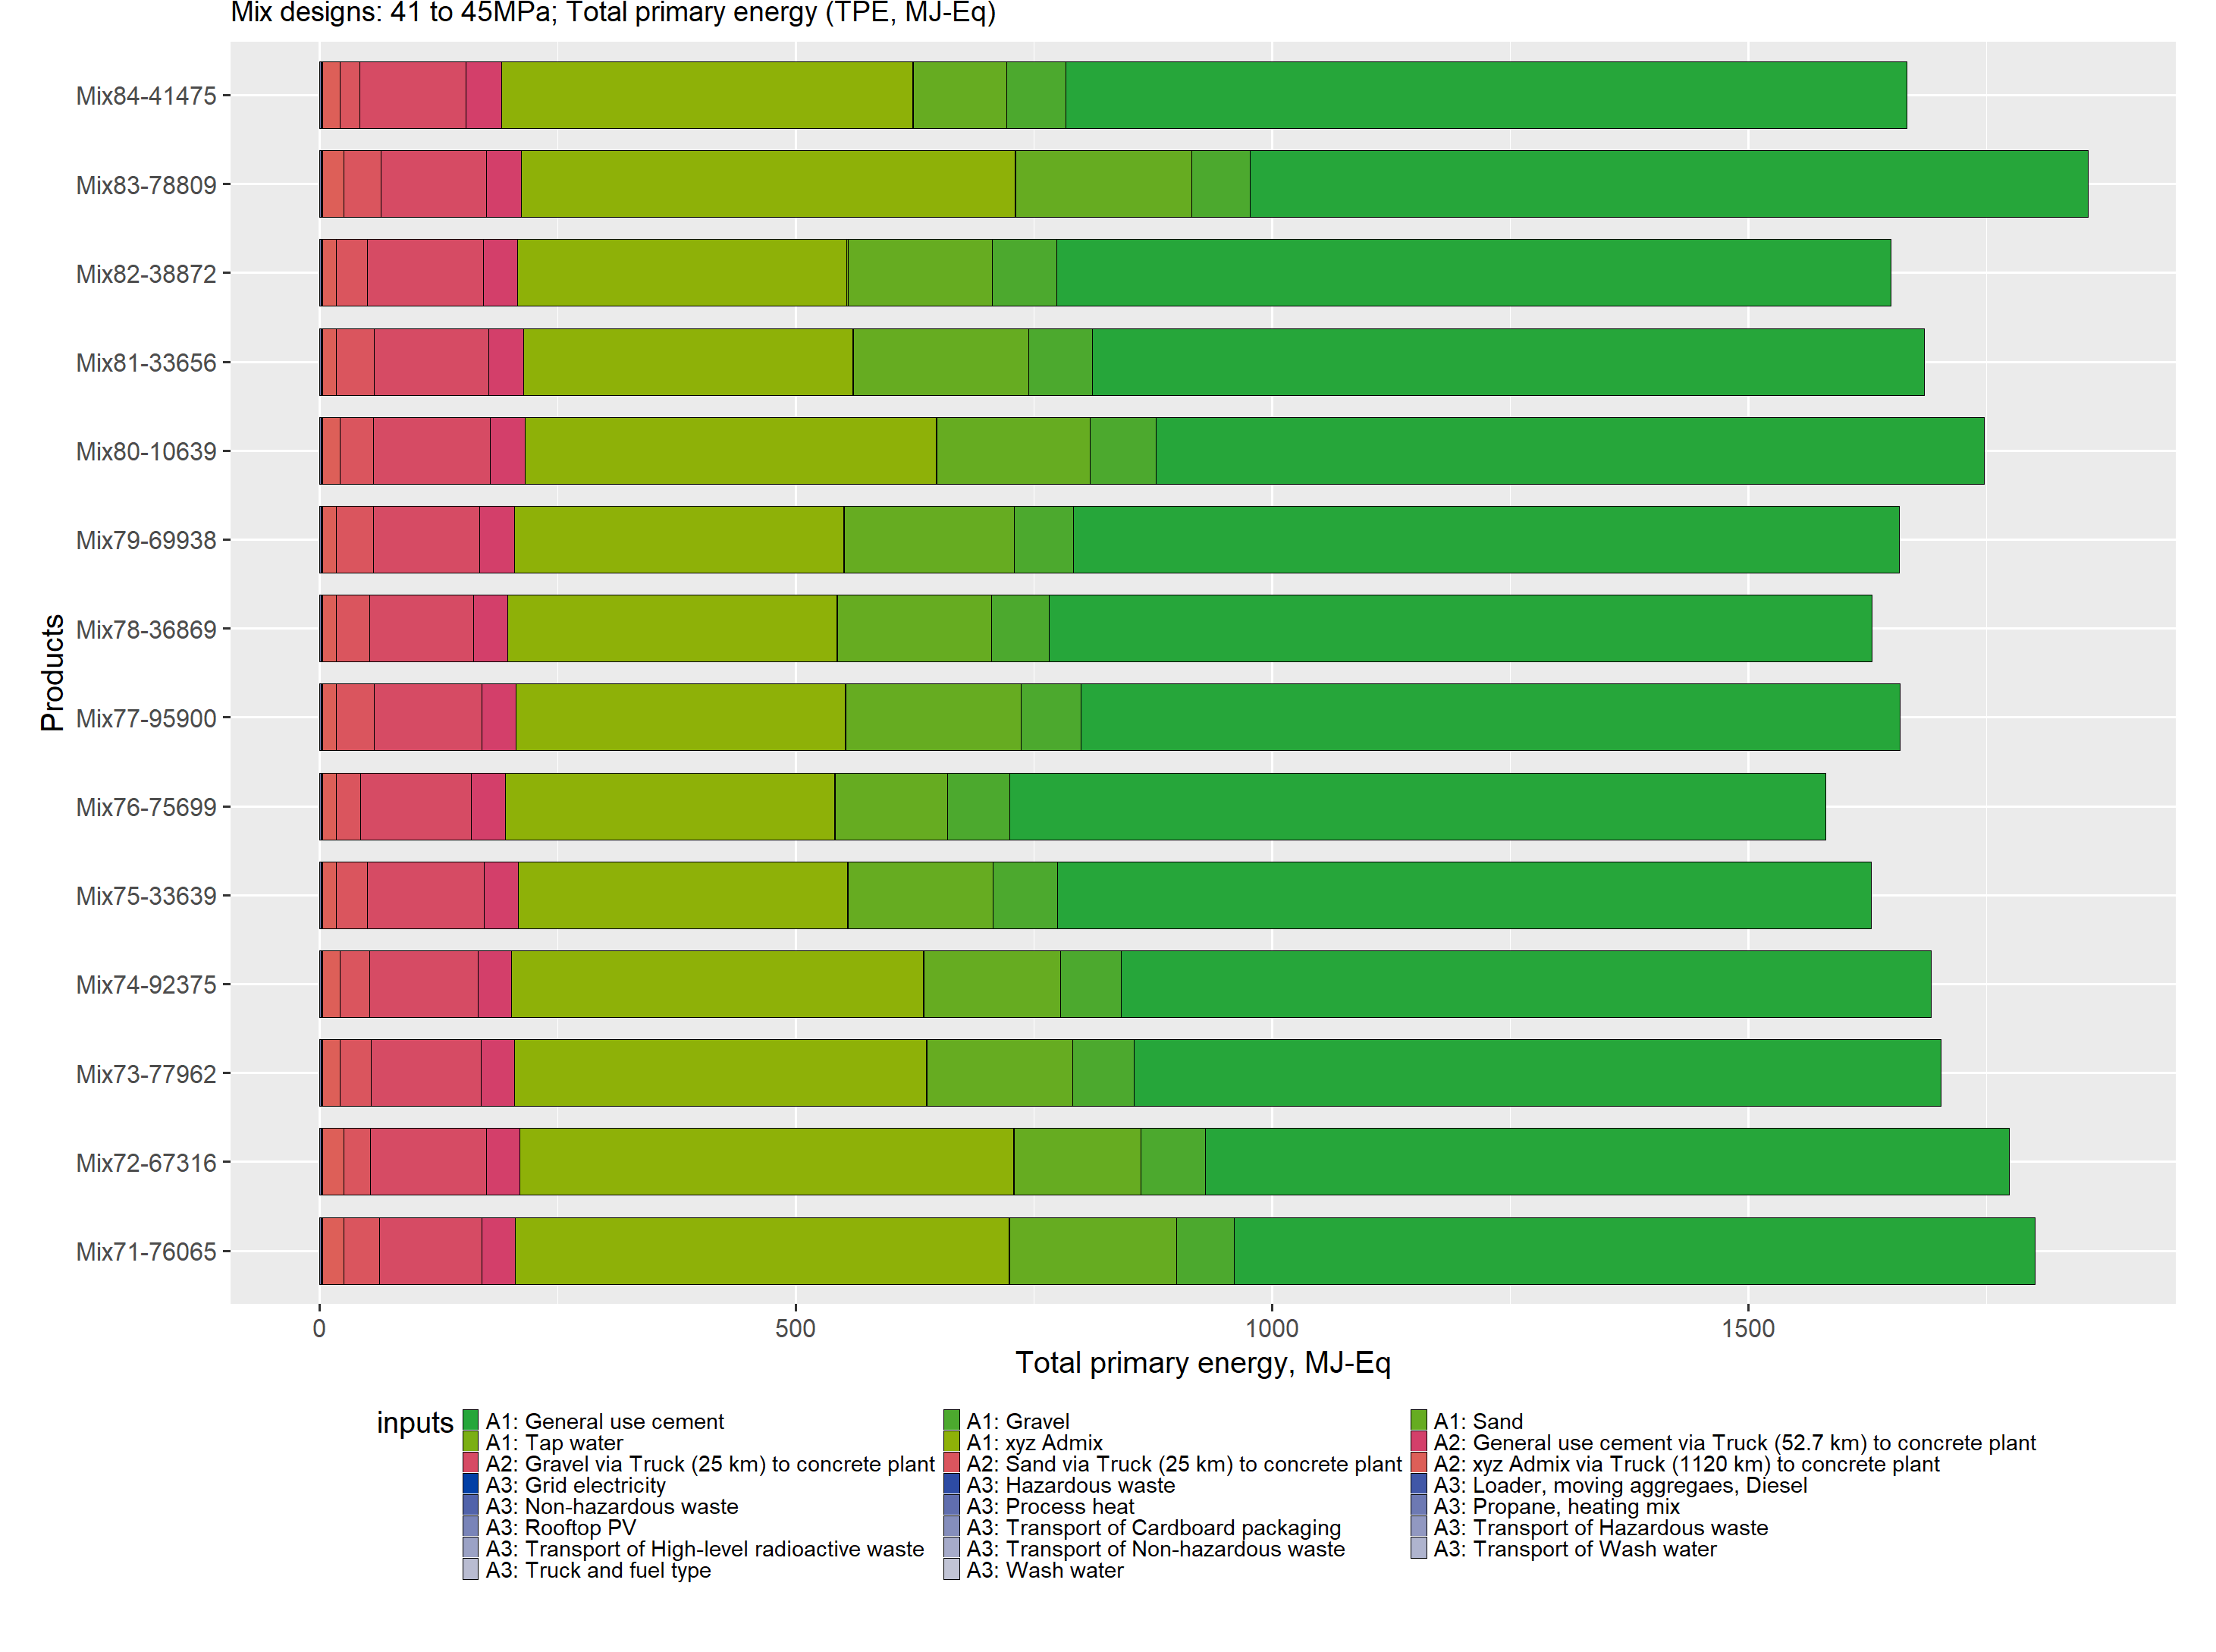 Mix designs: 41 to 45MPa; Total primary energy (TPE, MJ-Eq)
Products
Mix84-41475
Mix83-78809
Mix82-38872
Mix81-33656
Mix80-10639
Mix79-69938
Mix78-36869
Mix77-95900
Mix76-75699
Mix75-33639
Mix74-92375
Mix73-77962
Mix72-67316
Mix71-76065
0 500 1000 1500
Total primary energy, MJ-Eq
inputs
A1: General use cement A1: Gravel A1: Sand
A1: Tap water A1: xyz Admix A2: General use cement via Truck (52.7 km) to concrete plant
A2: Gravel via Truck (25 km) to concrete plant A2: Sand via Truck (25 km) to concrete plant A2: xyz Admix via Truck (1120 km) to concrete plant
A3: Grid electricity A3: Hazardous waste A3: Loader, moving aggregaes, Diesel
A3: Non-hazardous waste A3: Process heat A3: Propane, heating mix
A3: Rooftop PV A3: Transport of Cardboard packaging A3: Transport of Hazardous waste
A3: Transport of High-level radioactive waste A3: Transport of Non-hazardous waste A3: Transport of Wash water
A3: Truck and fuel type A3: Wash water